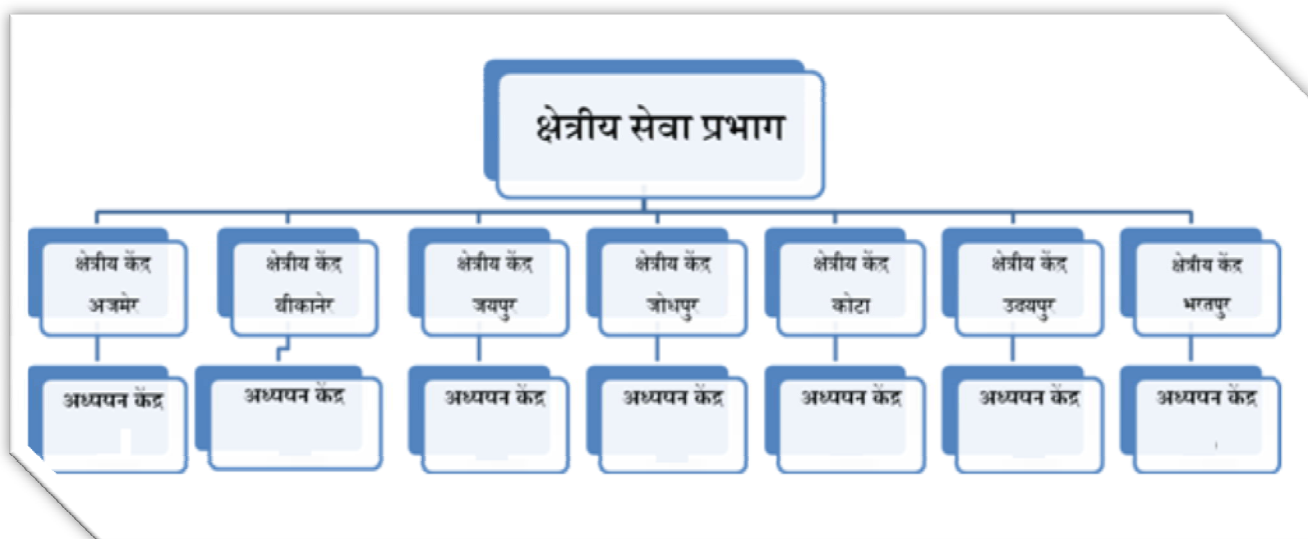 क्षेत्रीय सेवा प्रभाग
क्षेत्रीय केंद्र
अजमेर
क्षेत्रीय केंद्र
बीकानेर
क्षेत्रीय केंद्र
जयपुर
क्षेत्रीय केंद्र
जोधपुर
क्षेत्रीय केंद्र
कोटा
क्षेत्रीय केंद्र
उदयपुर
क्षेत्रीय केंद्र
भरतपुर
अध्ययन केंद्र
अध्ययन केंद्र
अध्ययन केंद्र
अध्ययन केंद्र
अध्ययन केंद्र
अध्ययन केंद्र
अध्ययन केंद्र